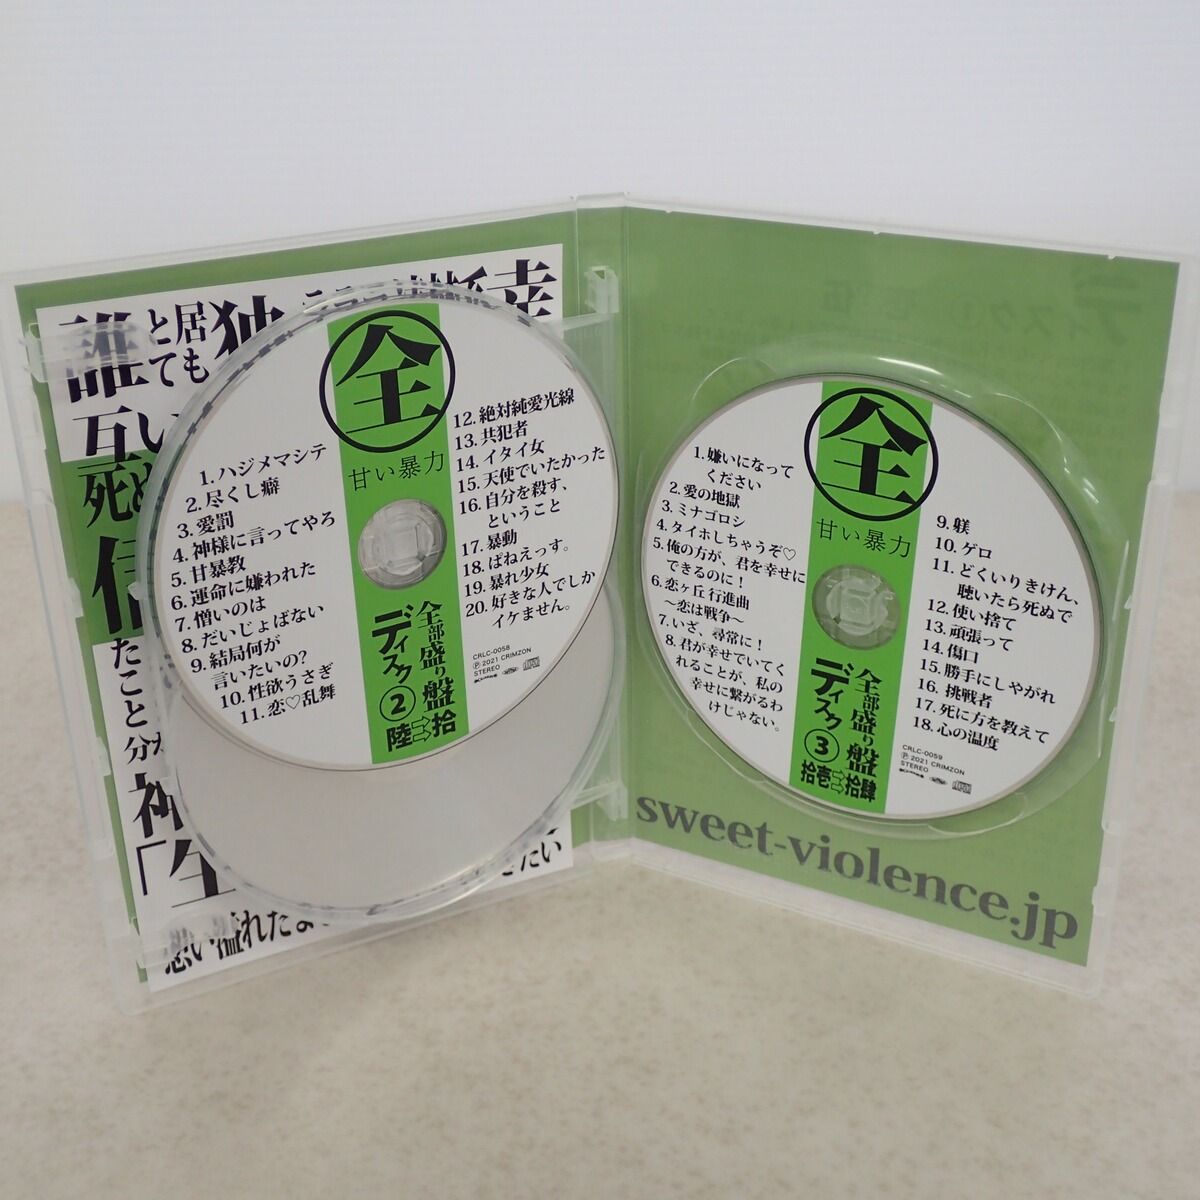 誰と居
ても独
互い
死
た
こと
神
「生
たい
思い溢れたま
全
甘い暴力
1. ハジメマシテ
2. 尽くし癖
3. 愛罰
4. 神様に言ってやろ
5. 甘暴教
6. 運命に嫌われた
7. 憎いのは
8. だいじょばない
9. 結局何が
言いたいの?
10. 性欲うさぎ
11. 恋♡乱舞
12. 絶対純愛光線
13. 共犯者
14. イタイ女
15. 天使でいたかった
16. 自分を殺す、
ということ
17. 暴動
18. ぱねえっす。
19. 暴れ少女
20. 好きな人でしか
イケません。
全部盛り盤
ディスク②
陸⇨拾
CRLC-0058
Ⓟ 2021 CRIMZON
STEREO
全
甘い暴力
1. 嫌いになって
ください
2. 愛の地獄
3. ミナゴロシ
4. タイホしちゃうぞ♡
5. 俺の方が、君を幸せに
できるのに!
6. 恋ヶ丘行進曲
〜恋は戦争〜
7. いざ、尋常に!
8. 君が幸せでいてく
れることが、私の
幸せに繋がるわ
けじゃない。
9. 躾
10. ゲロ
11. どくいりきけん、
聴いたら死ぬで
12. 使い捨て
13. 頑張って
14. 傷口
15. 勝手にしやがれ
16. 挑戦者
17. 死に方を教えて
18. 心の温度
全部盛り盤
ディスク③
拾壱⇨拾肆
CRLC-0059
Ⓟ 2021 CRIMZON
STEREO
sweet-violence.jp